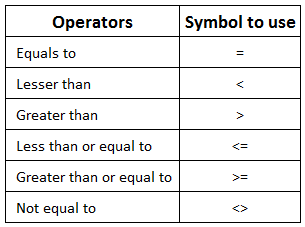 Operators Symbol to use
Equals to =
Lesser than <
Greater than >
Less than or equal to <=
Greater than or equal to >=
Not equal to <>